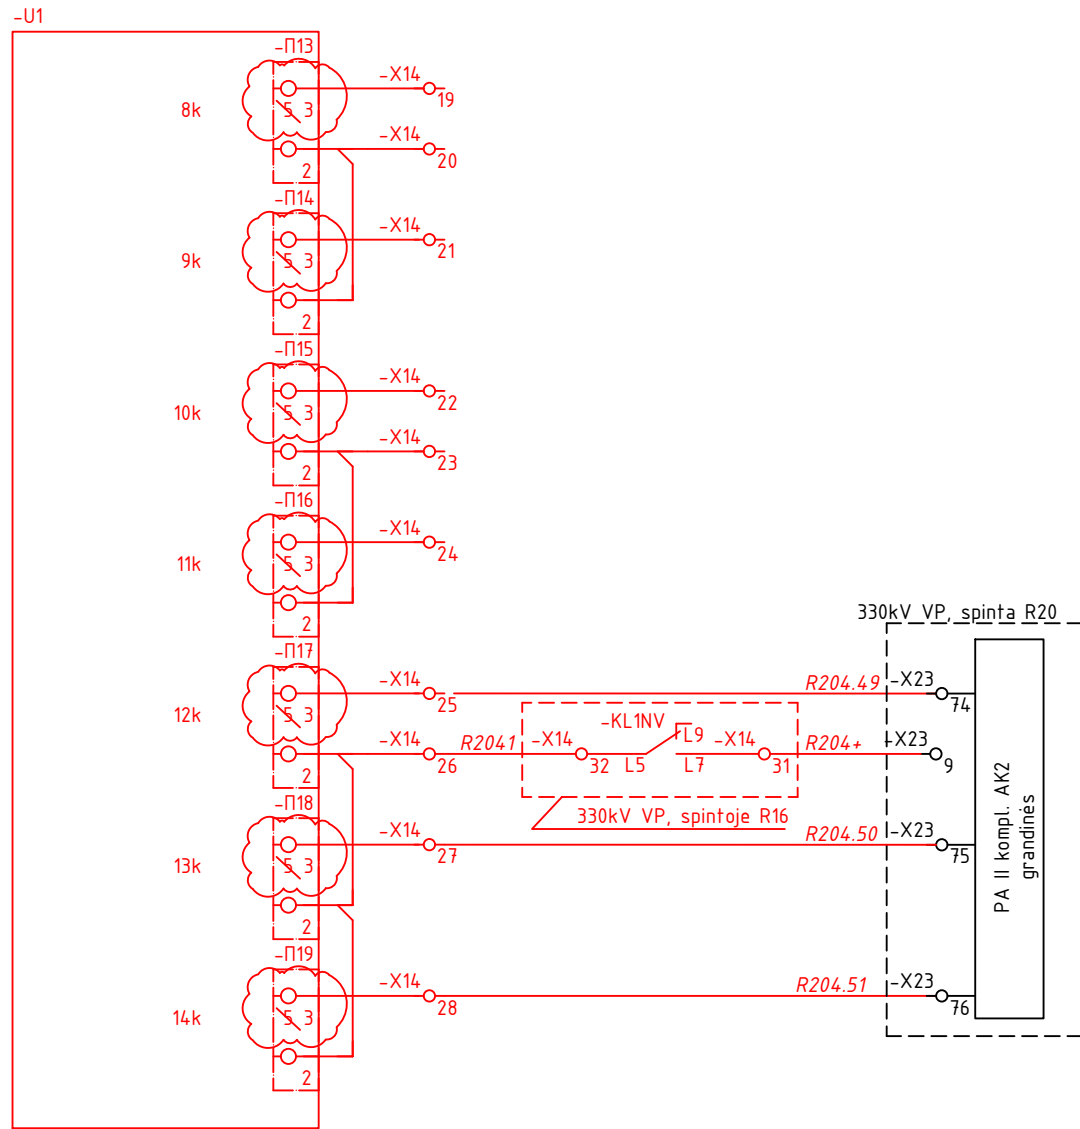 -U1
-П13
-X14
19
8k
5 3
-X14
20
2
-П14
-X14
21
9k
5 3
2
-П15
-X14
22
10k
5 3
-X14
23
2
-П16
-X14
24
11k
5 3
2
330kV VP, spinta R20
-П17
-X14
25
R204.49
-X23
74
12k
5 3
-KL1NV
L9
-X14
26
R2041
-X14
32
L5
L7
-X14
31
R204+
-X23
9
2
330kV VP, spintoje R16
-П18
-X14
27
R204.50
-X23
75
13k
5 3
2
PA II kompl. AK2
grandinės
-П19
-X14
28
R204.51
-X23
76
14k
5 3
2